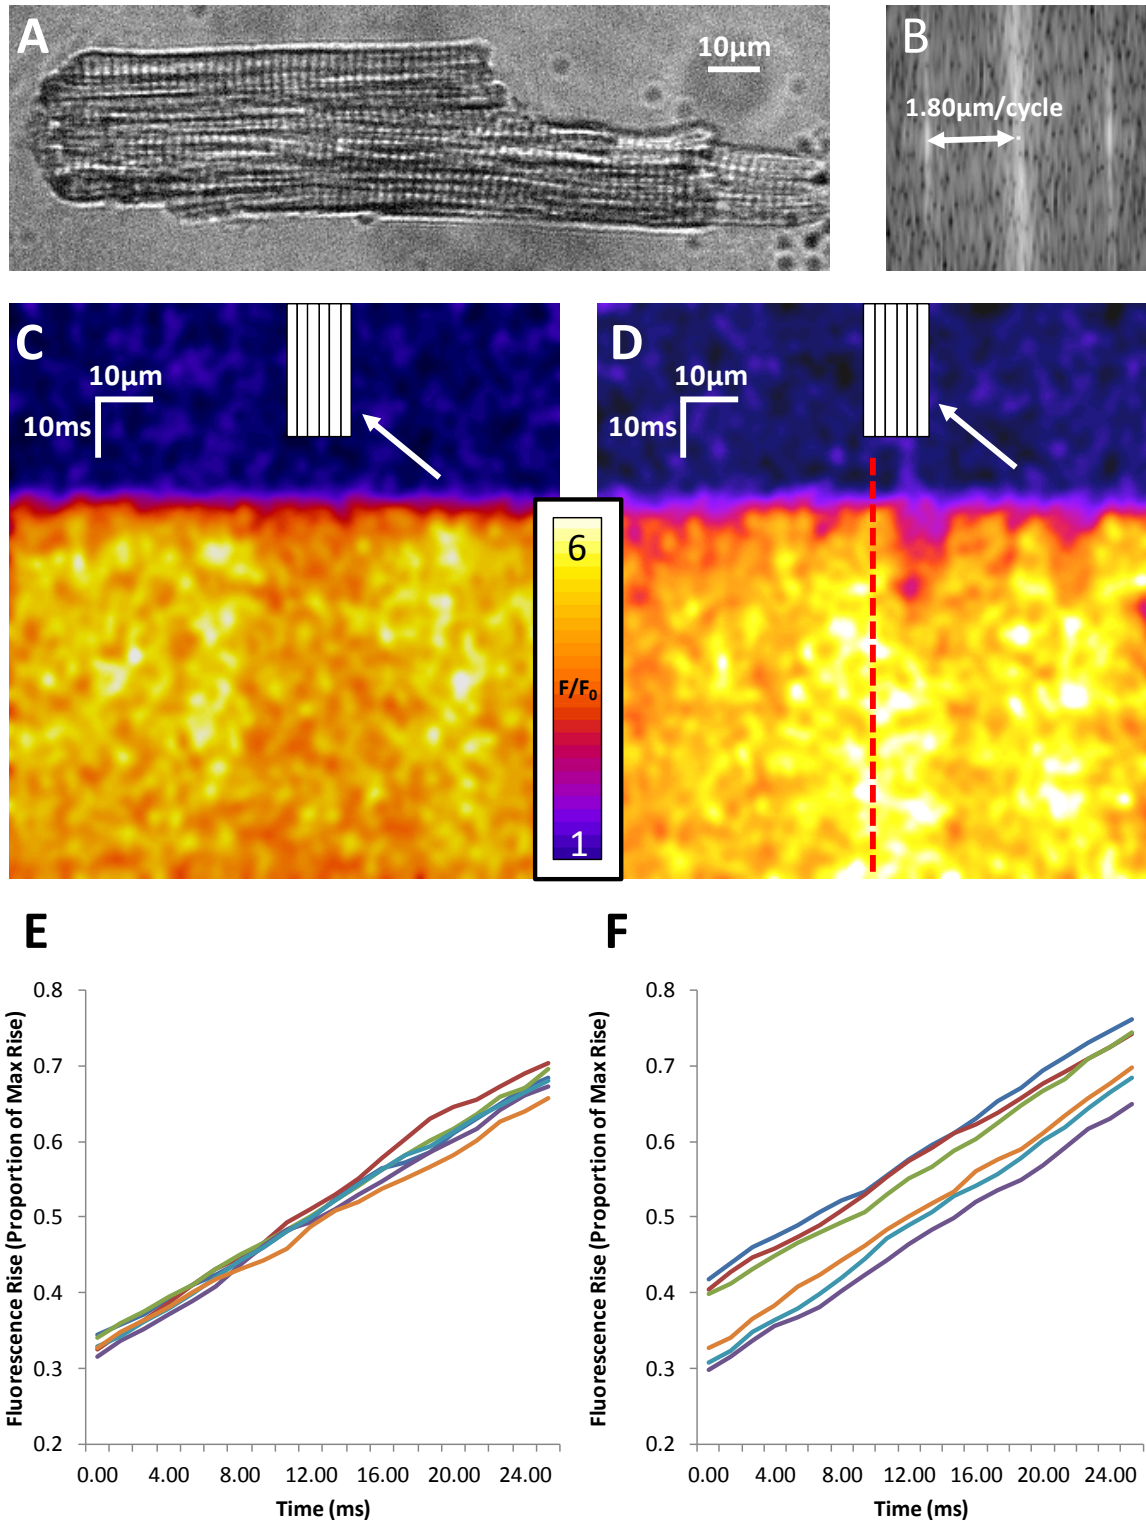 A
10µm
B
1.80µm/cycle
C
10µm
10ms
D
10µm
10ms
6
F/F₀
1
E
Fluorescence Rise (Proportion of Max Rise)
0.8
0.7
0.6
0.5
0.4
0.3
0.2
0.00 4.00 8.00 12.00 16.00 20.00 24.00
Time (ms)
F
Fluorescence Rise (Proportion of Max Rise)
0.8
0.7
0.6
0.5
0.4
0.3
0.2
0.00 4.00 8.00 12.00 16.00 20.00 24.00
Time (ms)